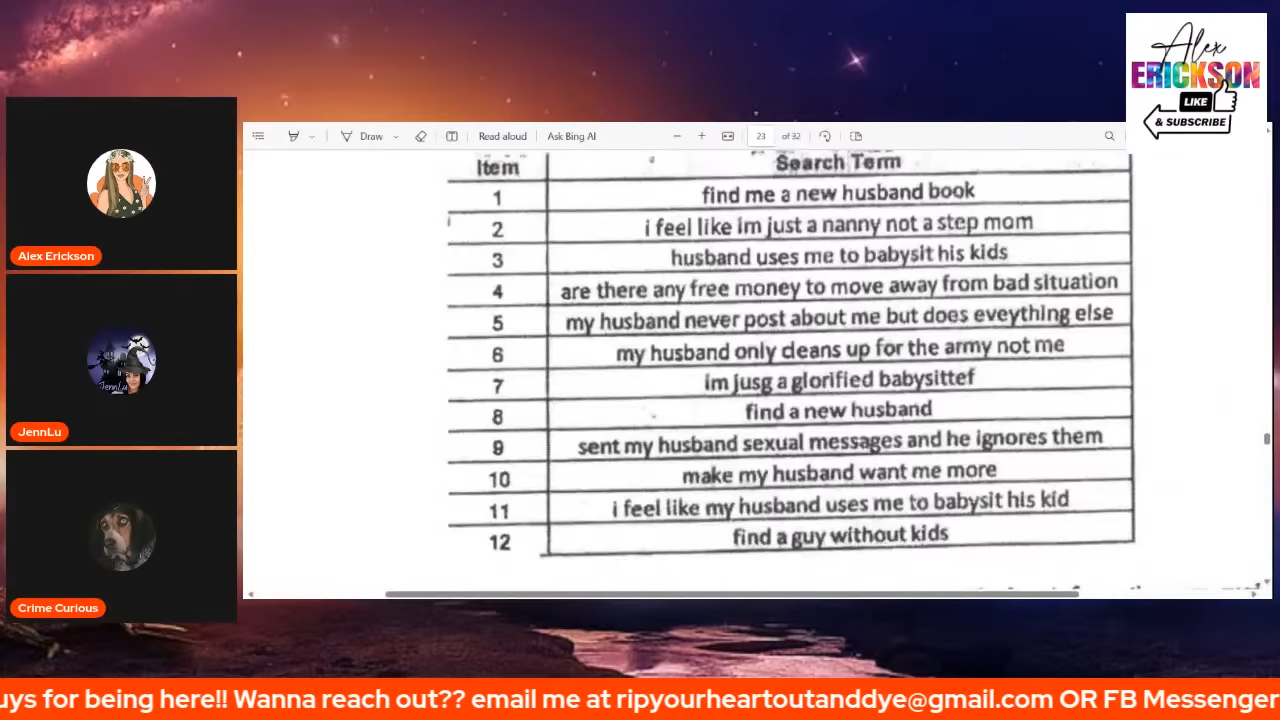 Alex
ERICKSON
LIKE
& SUBSCRIBE
Draw
Read aloud
Ask Bing AI
23
of 32
Item Search Term
1 find me a new husband book
2 i feel like im just a nanny not a step mom
3 husband uses me to babysit his kids
4 are there any free money to move away from bad situation
5 my husband never post about me but does eveything else
6 my husband only cleans up for the army not me
7 im jusg a glorified babysittef
8 find a new husband
9 sent my husband sexual messages and he ignores them
10 make my husband want me more
11 i feel like my husband uses me to babysit his kid
12 find a guy without kids
Alex Erickson
JennLu
JennLu
Crime Curious
uys for being here!! Wanna reach out?? email me at ripyourheartoutanddye@gmail.com OR FB Messenger